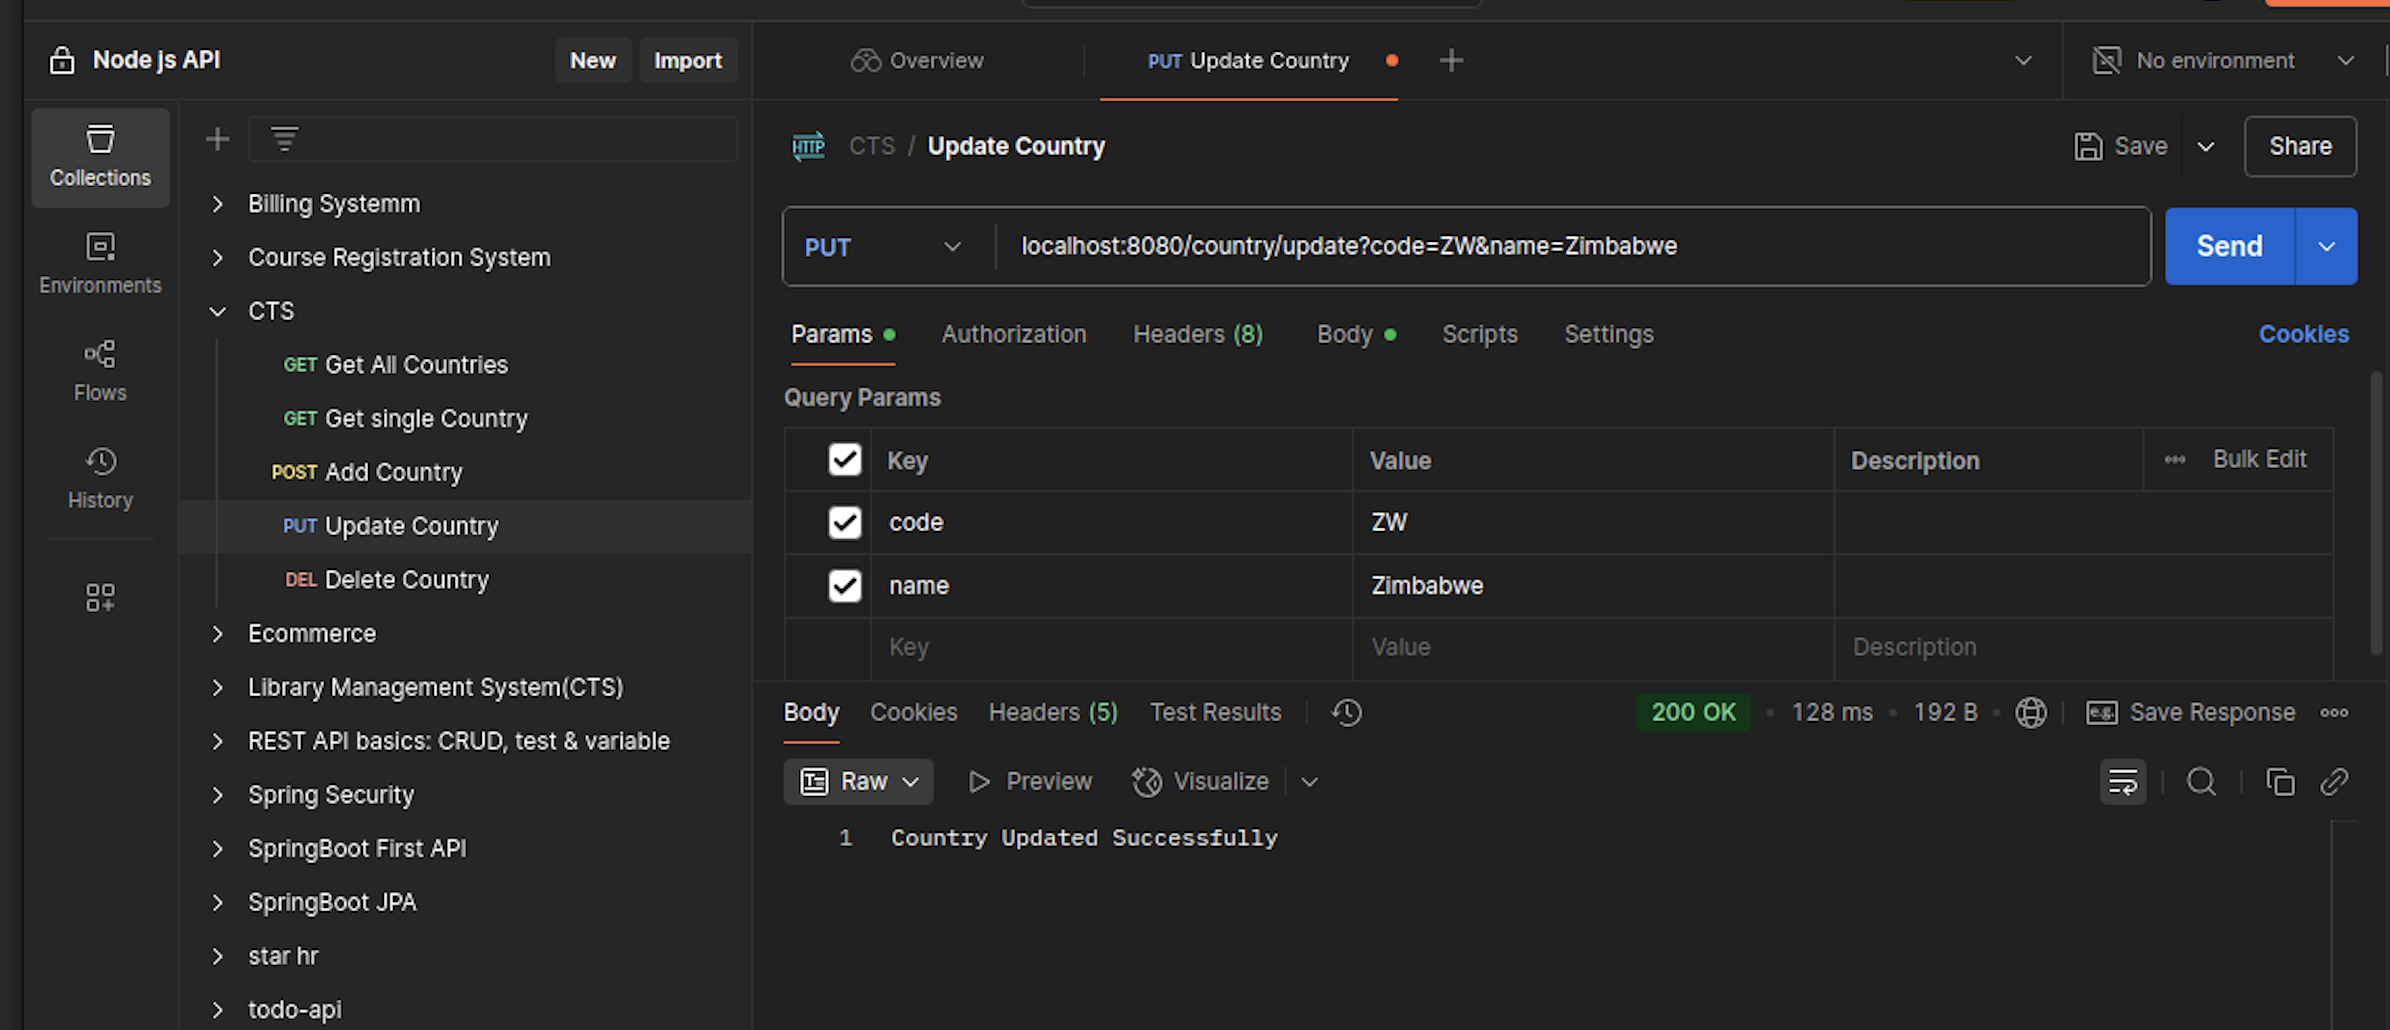 Node js API
New
Import
Overview
PUT Update Country
No environment
Collections
Environments
Flows
History
Billing Systemm
Course Registration System
CTS
GET Get All Countries
GET Get single Country
POST Add Country
PUT Update Country
DEL Delete Country
Ecommerce
Library Management System(CTS)
REST API basics: CRUD, test & variable
Spring Security
SpringBoot First API
SpringBoot JPA
star hr
todo-api
HTTP CTS / Update Country
Save
Share
PUT localhost:8080/country/update?code=ZW&name=Zimbabwe
Send
Params Authorization Headers (8) Body Scripts Settings Cookies
Query Params
Key Value Description Bulk Edit
code ZW
name Zimbabwe
Key Value Description
Body Cookies Headers (5) Test Results 200 OK 128 ms 192 B e.g. Save Response
Raw Preview Visualize
1 Country Updated Successfully